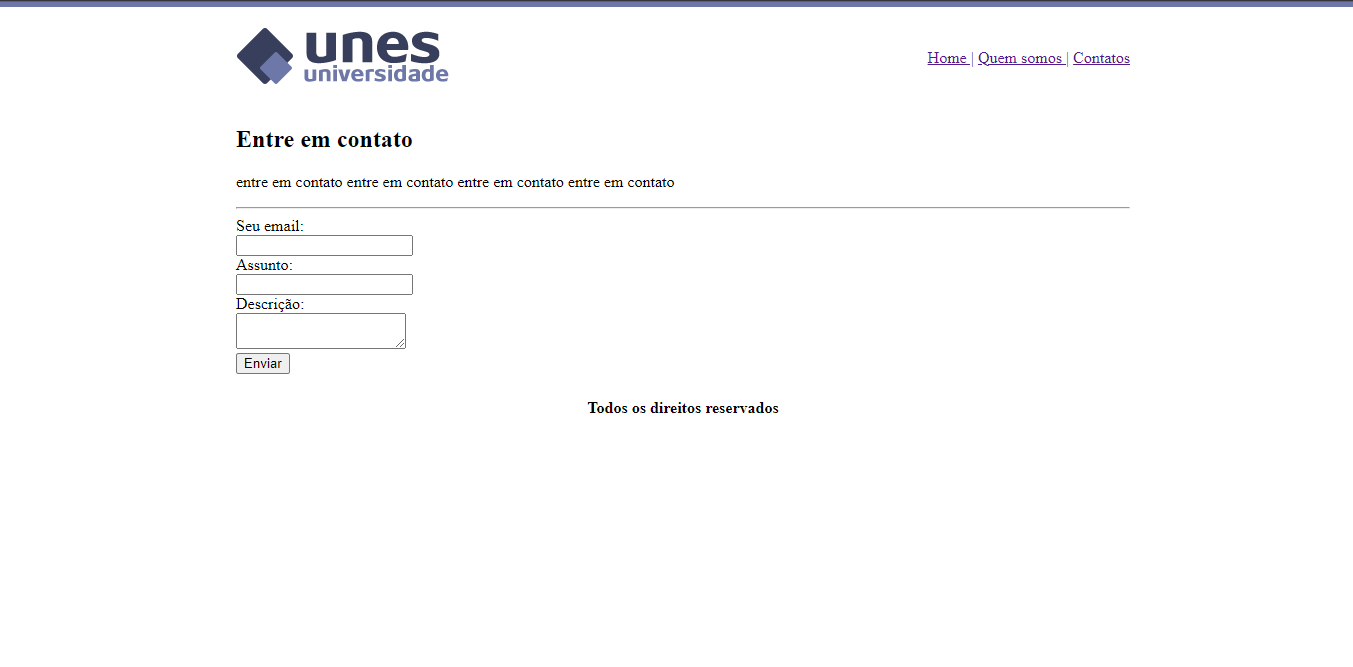 unes
universidade
Home | Quem somos | Contatos
Entre em contato
entre em contato entre em contato entre em contato entre em contato
Seu email:
Assunto:
Descrição:
Enviar
Todos os direitos reservados